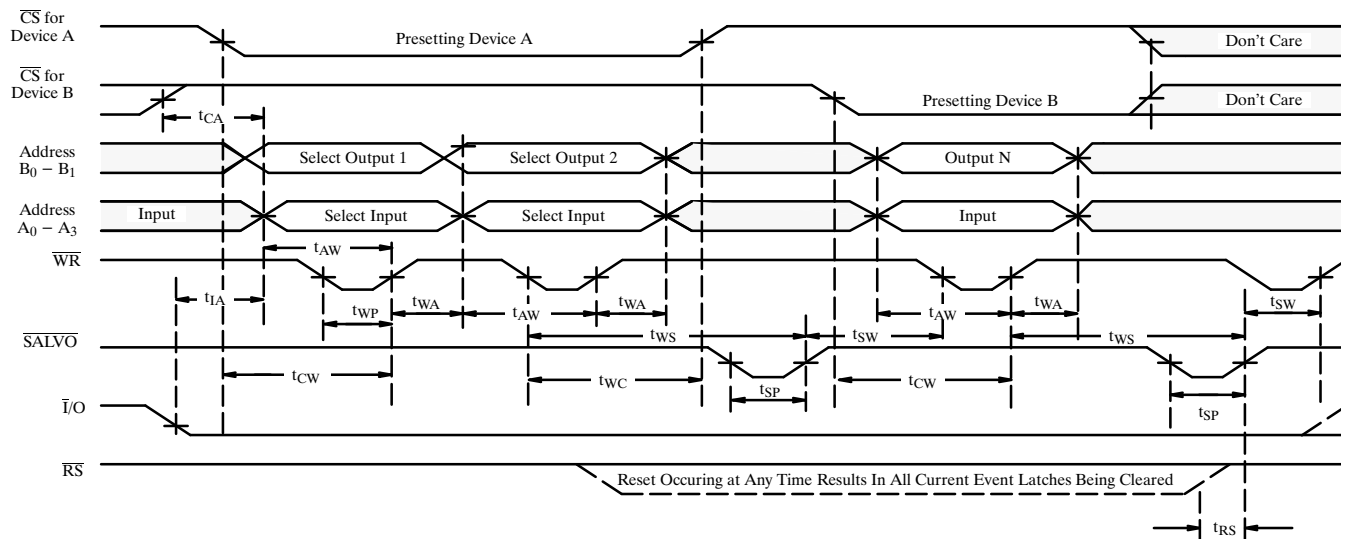 CS for
Device A
Presetting Device A
Don't Care
CS for
Device B
Presetting Device B
Don't Care
tCA
Address
B0 – B1
Select Output 1
Select Output 2
Output N
Address
A0 – A3
Input
Select Input
Select Input
Input
tAW
WR
tIA
tWP
tWA
tAW
tWA
tAW
tWA
tSW
tWS
tSW
tWS
SALVO
tCW
tWC
tSP
tCW
tSP
I/O
RS
Reset Occuring at Any Time Results In All Current Event Latches Being Cleared
tRS